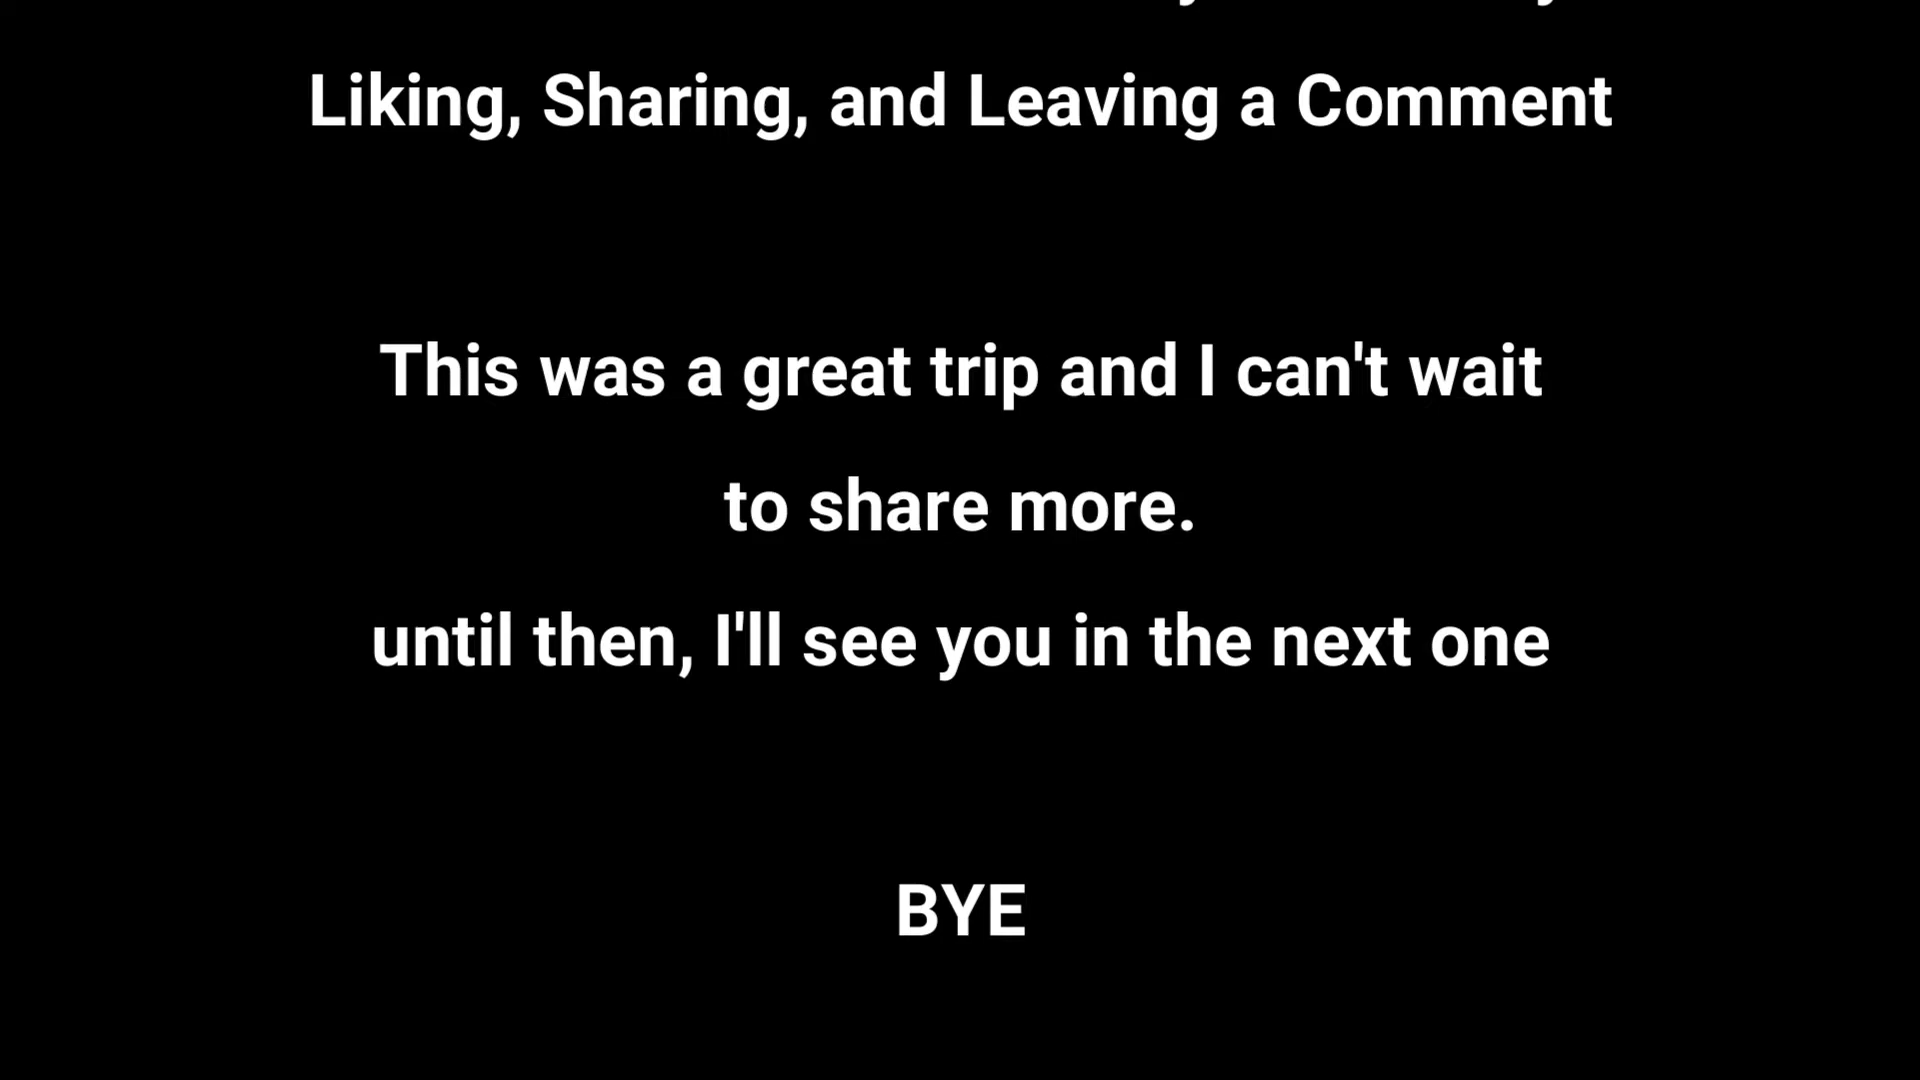 Liking, Sharing, and Leaving a Comment
This was a great trip and I can't wait
to share more.
until then, I'll see you in the next one
BYE